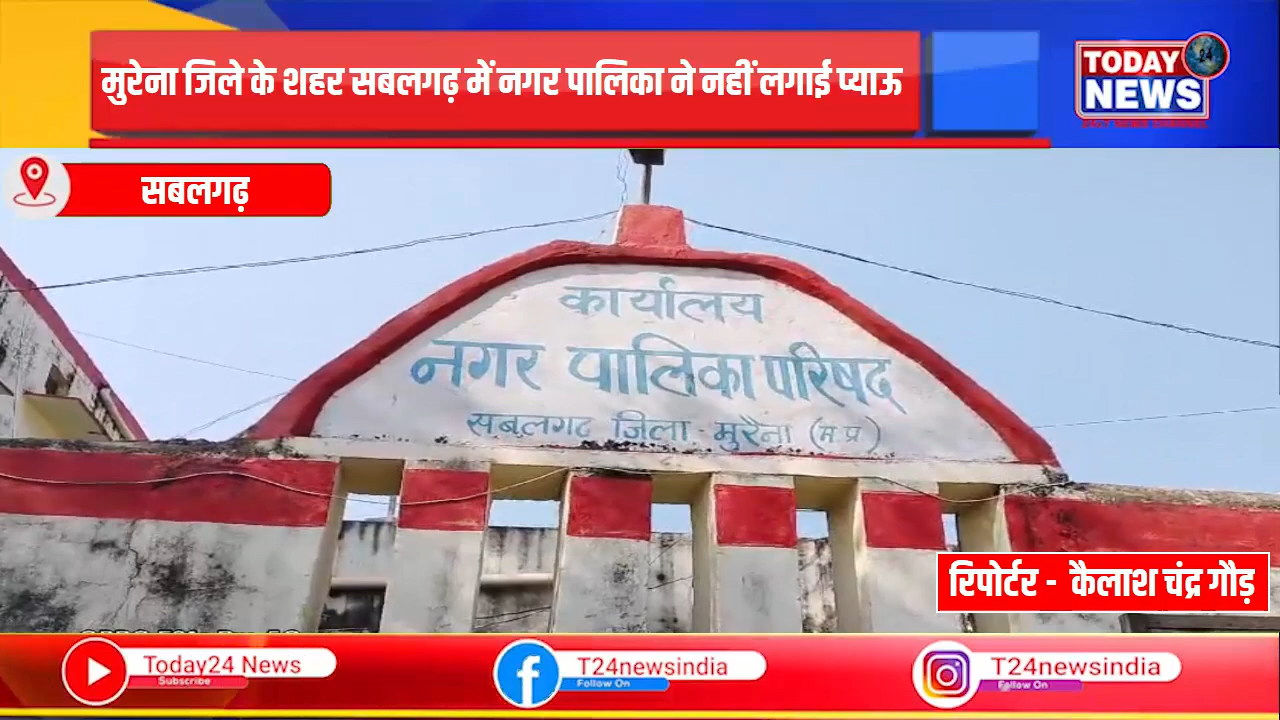 मुरेना जिले के शहर सबलगढ़ में नगर पालिका ने नहीं लगाई प्याऊ
TODAY 24
NEWS
सबलगढ़
कार्यालय
नगर पालिका परिषद
सबलगढ जिला मुरैना (म प्र)
रिपोर्टर - कैलाश चंद्र गौड़
Today24 News
Subscribe
T24newsindia
Follow On
T24newsindia
Follow On